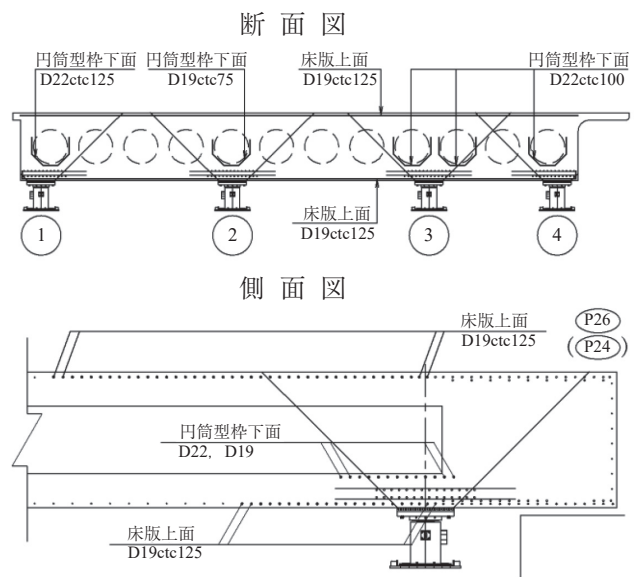 断面図
円筒型枠下面
D22ctc125
円筒型枠下面
D19ctc75
床版上面
D19ctc125
円筒型枠下面
D22ctc100
床版上面
D19ctc125
1
2
3
4
側面図
床版上面
D19ctc125
P26
(P24)
円筒型枠下面
D22, D19
床版上面
D19ctc125